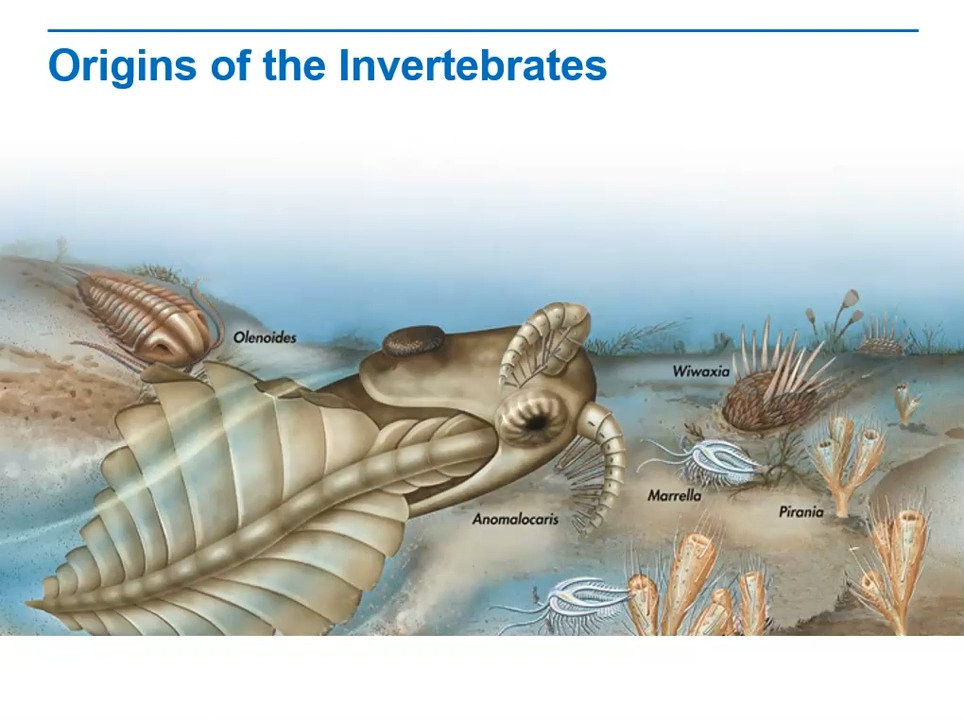 Origins of the Invertebrates
Olenoides
Wiwaxia
Marrella
Pirania
Anomalocaris